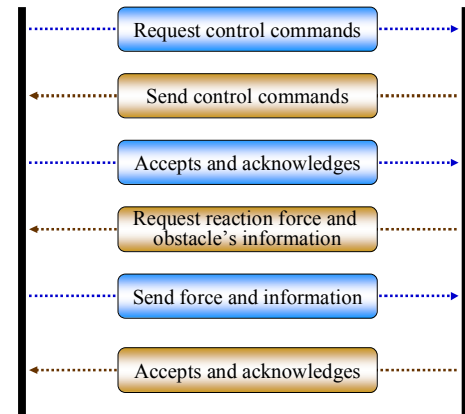 Request control commands
Send control commands
Accepts and acknowledges
Request reaction force and
obstacle’s information
Send force and information
Accepts and acknowledges